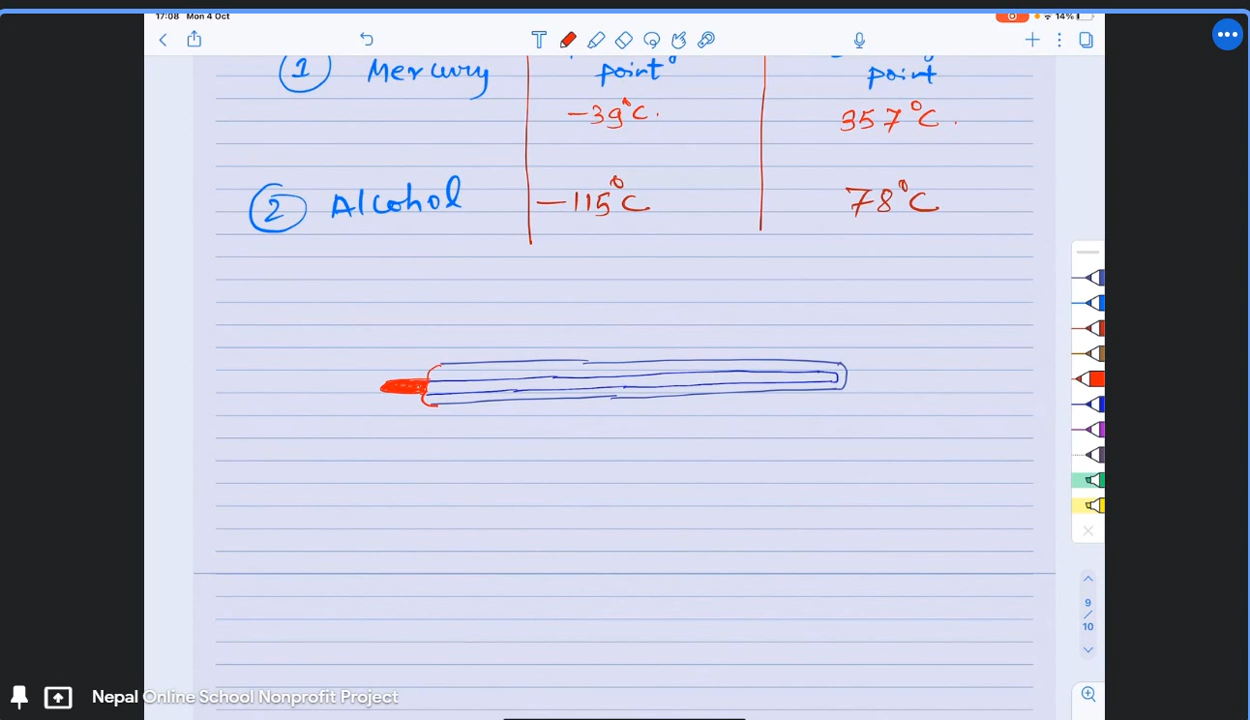 17:08 Mon 4 Oct 14%
T
① Mercury point point
-39°C. 357°C.
② Alcohol -115°C 78°C
9
/
10
Nepal Online School Nonprofit Project